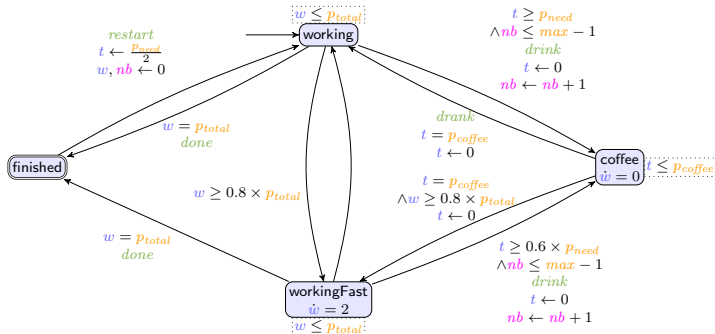 w ≤ p_total
working
restart
t ← p_need/2
w, nb ← 0
t ≥ p_need
∧nb ≤ max − 1
drink
t ← 0
nb ← nb + 1
w = p_total
done
drank
t = p_coffee
t ← 0
finished
coffee
ẇ = 0
t ≤ p_coffee
w ≥ 0.8 × p_total
t = p_coffee
∧w ≥ 0.8 × p_total
t ← 0
w = p_total
done
t ≥ 0.6 × p_need
∧nb ≤ max − 1
drink
t ← 0
nb ← nb + 1
workingFast
ẇ = 2
w ≤ p_total